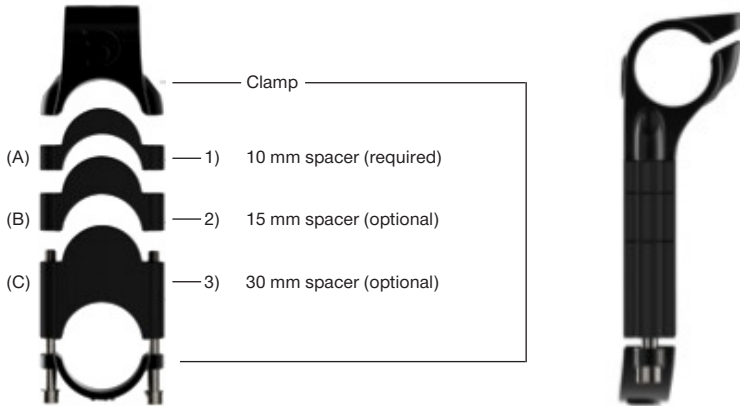 Clamp
(A) 1) 10 mm spacer (required)
(B) 2) 15 mm spacer (optional)
(C) 3) 30 mm spacer (optional)